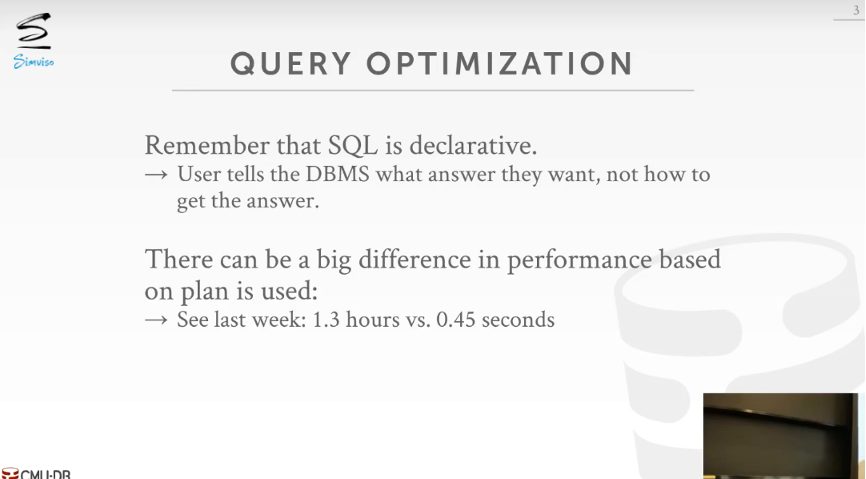 3
Simviso
QUERY OPTIMIZATION
Remember that SQL is declarative.
→ User tells the DBMS what answer they want, not how to
get the answer.
There can be a big difference in performance based
on plan is used:
→ See last week: 1.3 hours vs. 0.45 seconds
CMU·DB